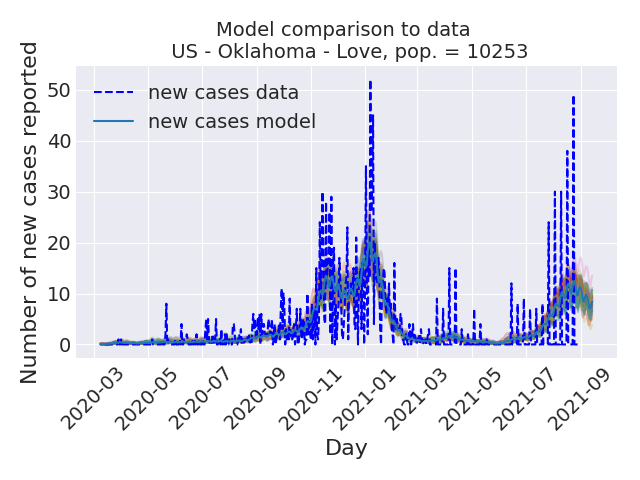 Model comparison to data
US - Oklahoma - Love, pop. = 10253
Number of new cases reported
50
40
30
20
10
0
new cases data
new cases model
2020-03
2020-05
2020-07
2020-09
2020-11
2021-01
2021-03
2021-05
2021-07
2021-09
Day